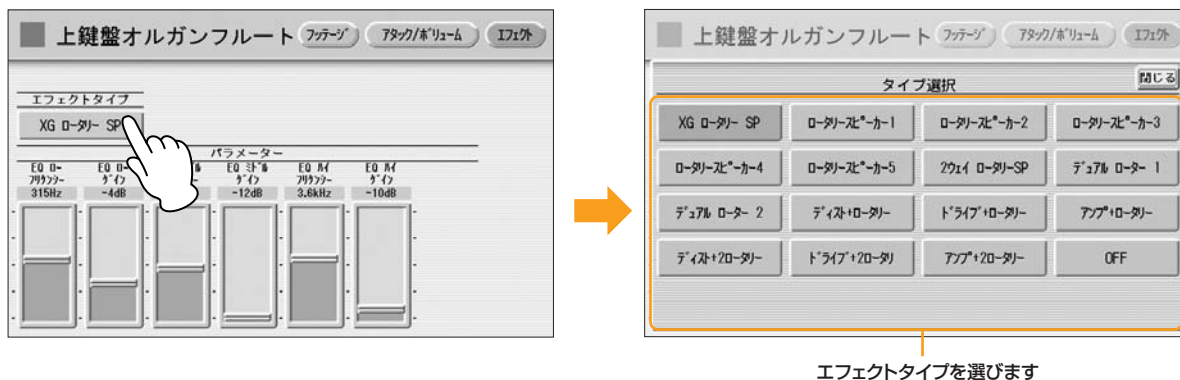 上鍵盤オルガンフルート フッテージ アタック/ボリューム エフェクト
エフェクトタイプ
XG ロータリー SP
パラメーター
EQ ロー フリケンシー 315Hz
EQ ロー ゲイン -4dB
EQ ミドル ゲイン -12dB
EQ ハイ フリケンシー 3.6kHz
EQ ハイ ゲイン -10dB
上鍵盤オルガンフルート フッテージ アタック/ボリューム エフェクト
タイプ選択 閉じる
XG ロータリー SP ロータリースピーカー1 ロータリースピーカー2 ロータリースピーカー3
ロータリースピーカー4 ロータリースピーカー5 2ウェイ ロータリーSP デュアル ローター 1
デュアル ローター 2 ディスト+ロータリー ドライブ+ロータリー アンプ+ロータリー
ディスト+2ロータリー ドライブ+2ロータリ アンプ+2ロータリー OFF
エフェクトタイプを選びます